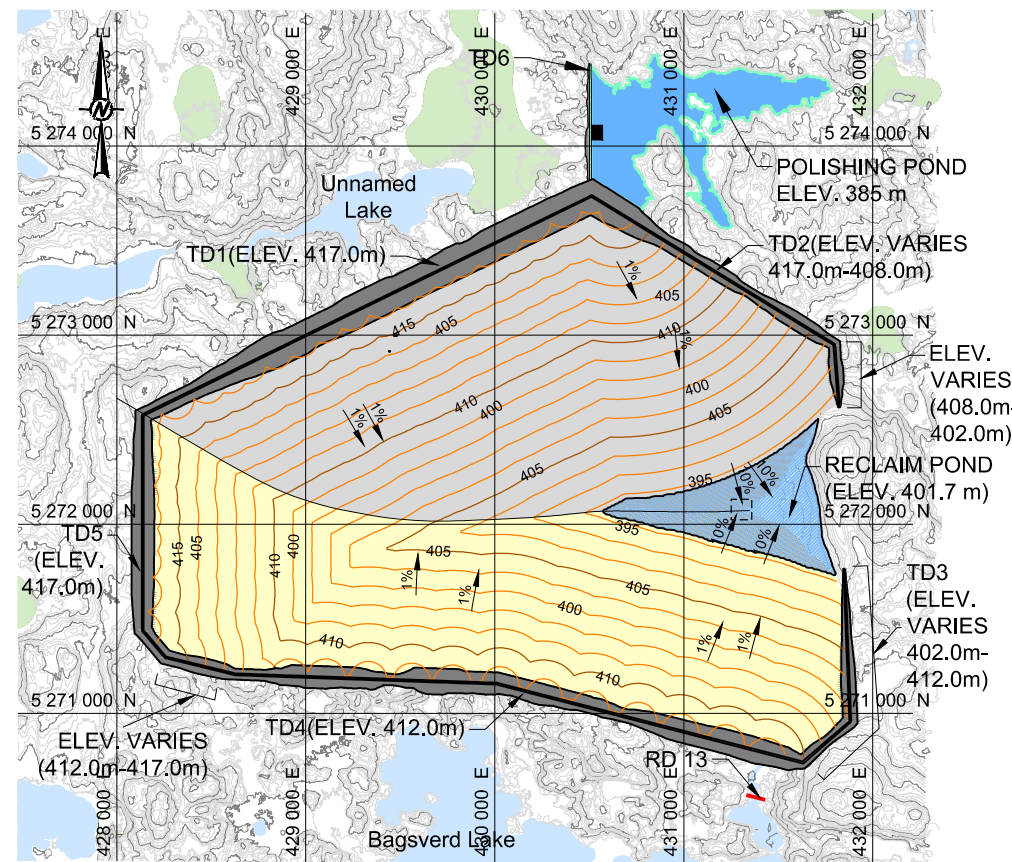 429 000 E
430 000 E
431 000 E
432 000 E
TD6
N
5 274 000 N
5 274 000 N
POLISHING POND
ELEV. 385 m
Unnamed
Lake
TD1(ELEV. 417.0m)
TD2(ELEV. VARIES
417.0m-408.0m)
1%
405
415
405
410
1%
5 273 000 N
5 273 000 N
ELEV.
VARIES
(408.0m-
402.0m)
400
405
410
400
1%
1%
405
395
10%
10%
RECLAIM POND
(ELEV. 401.7 m)
5 272 000 N
5 272 000 N
395
10%
10%
TD5
(ELEV.
417.0m)
415
405
410
400
405
1%
1%
405
400
TD3
(ELEV.
VARIES
402.0m-
412.0m)
410
1%
1%
410
5 271 000 N
5 271 000 N
TD4(ELEV. 412.0m)
ELEV. VARIES
(412.0m-417.0m)
RD 13
428 000 E
429 000 E
430 000 E
431 000 E
432 000 E
Bagsverd Lake